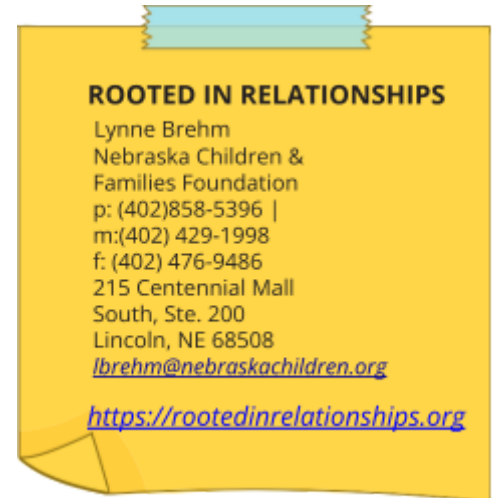 ROOTED IN RELATIONSHIPS
Lynne Brehm
Nebraska Children &
Families Foundation
p: (402)858-5396 |
m:(402) 429-1998
f: (402) 476-9486
215 Centennial Mall
South, Ste. 200
Lincoln, NE 68508
lbrehm@nebraskachildren.org
https://rootedinrelationships.org